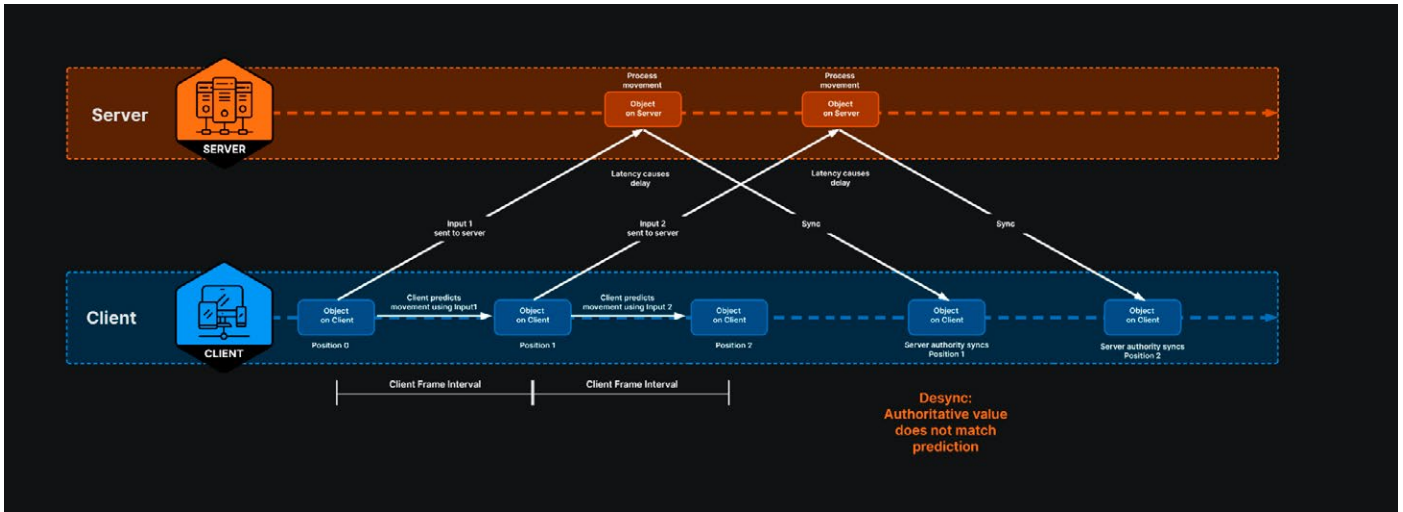 Process
movement
Process
movement
Server
Object
on Server
Object
on Server
SERVER
Latency causes
delay
Latency causes
delay
Input 1
sent to server
Input 2
sent to server
Sync
Sync
Client
Object
on Client
Client predicts
movement using Input1
Object
on Client
Client predicts
movement using Input 2
Object
on Client
Object
on Client
Object
on Client
CLIENT
Position 0
Position 1
Position 2
Server authority syncs
Position 1
Server authority syncs
Position 2
Client Frame Interval
Client Frame Interval
Desync:
Authoritative value
does not match
prediction